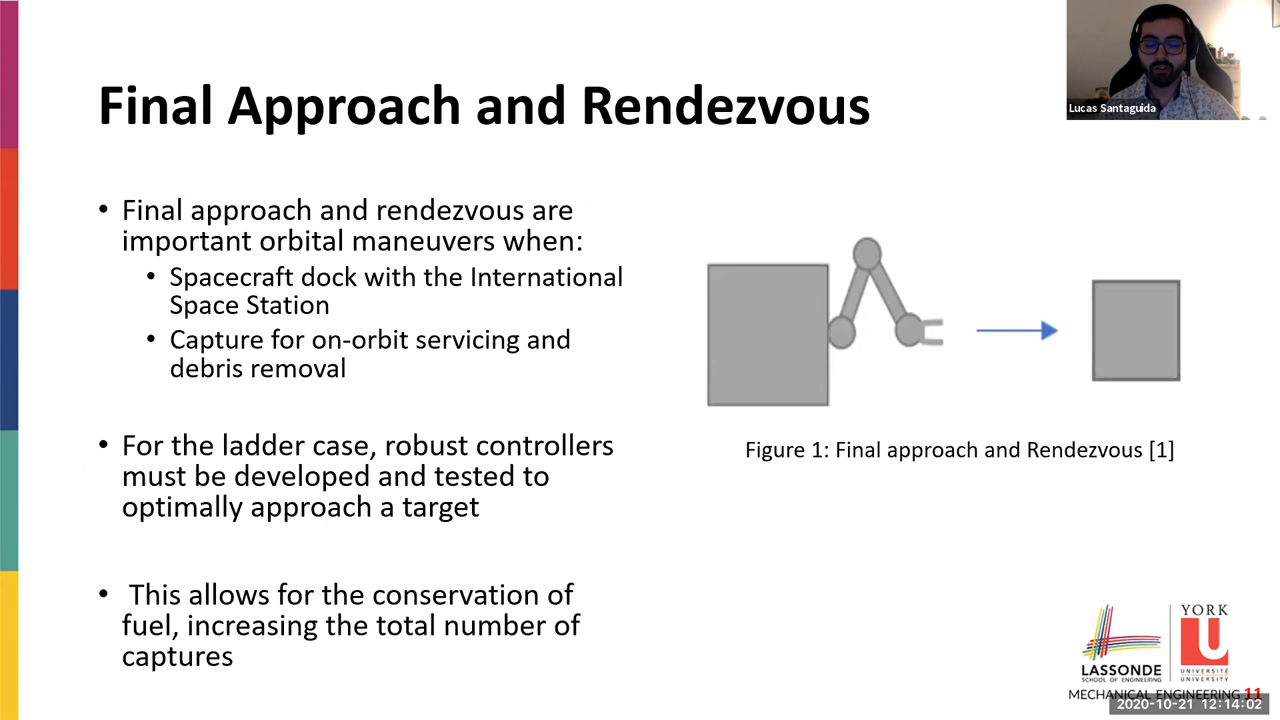 Final Approach and Rendezvous
Lucas Santaguida
• Final approach and rendezvous are
important orbital maneuvers when:
• Spacecraft dock with the International
Space Station
• Capture for on-orbit servicing and
debris removal
• For the ladder case, robust controllers
must be developed and tested to
optimally approach a target
• This allows for the conservation of
fuel, increasing the total number of
captures
Figure 1: Final approach and Rendezvous [1]
LASSONDE
SCHOOL OF ENGINEERING
YORK
U
UNIVERSITÉ
UNIVERSITY
MECHANICAL ENGINEERING 11
2020-10-21 12:14:02